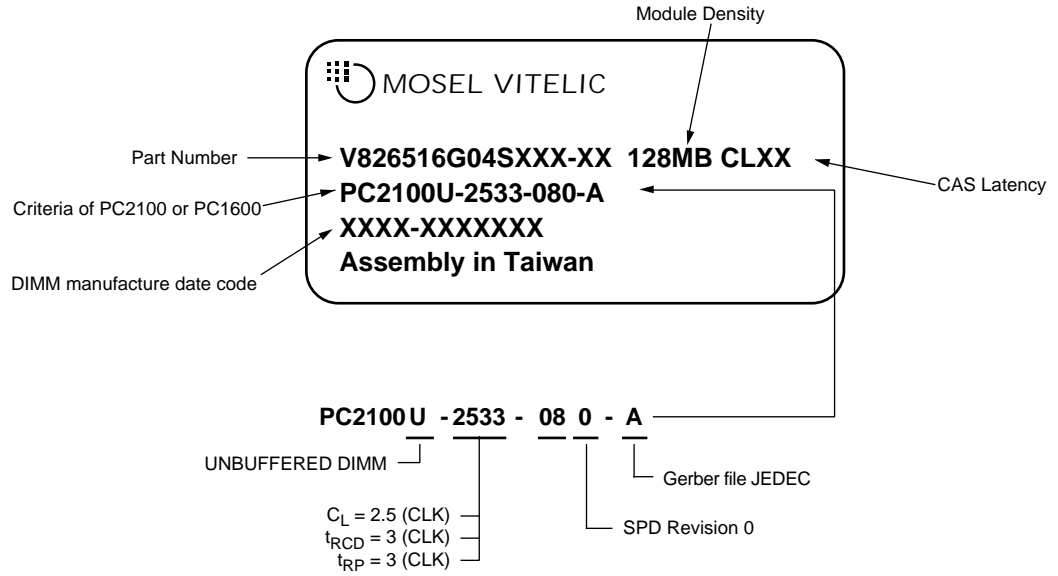 Module Density
MOSEL VITELIC
Part Number
V826516G04SXXX-XX 128MB CLXX
CAS Latency
Criteria of PC2100 or PC1600
PC2100U-2533-080-A
XXXX-XXXXXXX
DIMM manufacture date code
Assembly in Taiwan
PC2100 U - 2533 - 08 0 - A
UNBUFFERED DIMM
Gerber file JEDEC
CL = 2.5 (CLK)
SPD Revision 0
tRCD = 3 (CLK)
tRP = 3 (CLK)